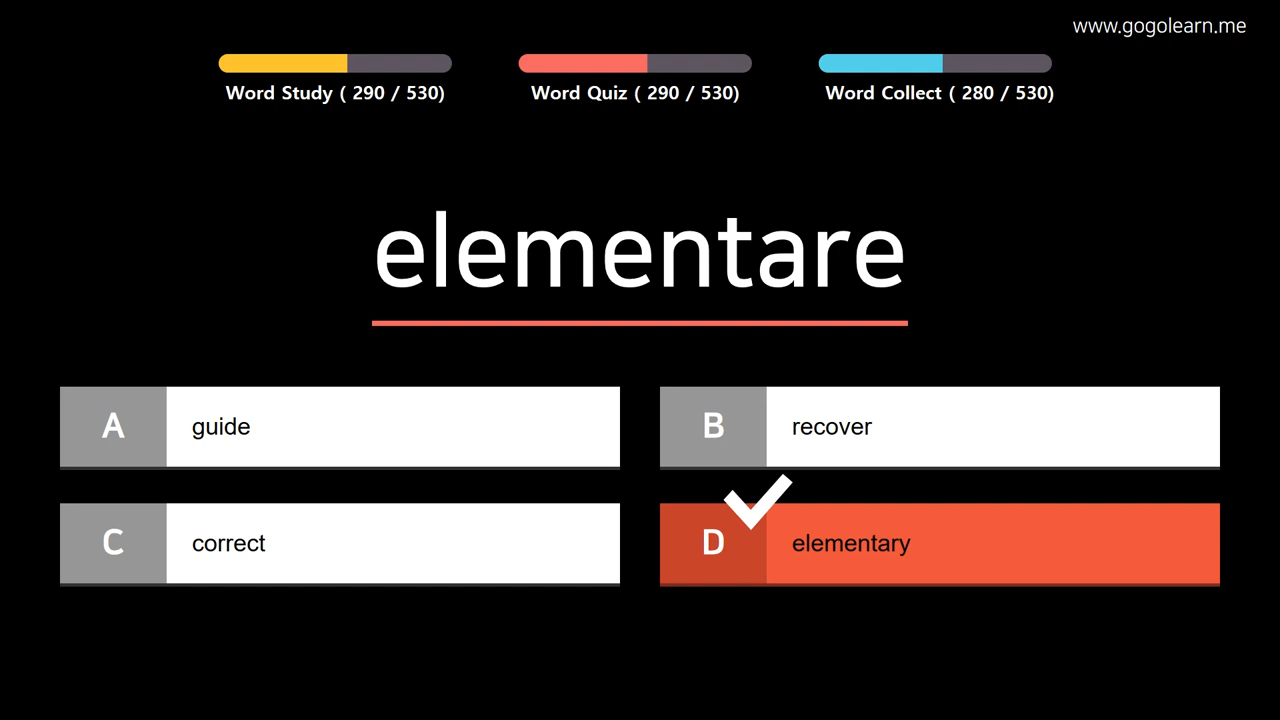 www.gogolearn.me
Word Study ( 290 / 530)
Word Quiz ( 290 / 530)
Word Collect ( 280 / 530)
elementare
A guide
B recover
C correct
D elementary